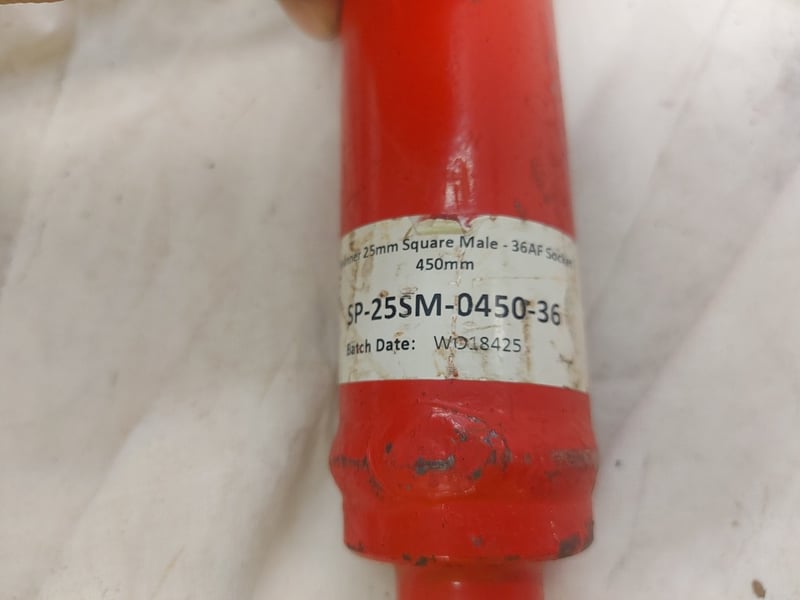 25mm Square Male - 36AF Socket
450mm
SP-25SM-0450-36
Batch Date: WO18425